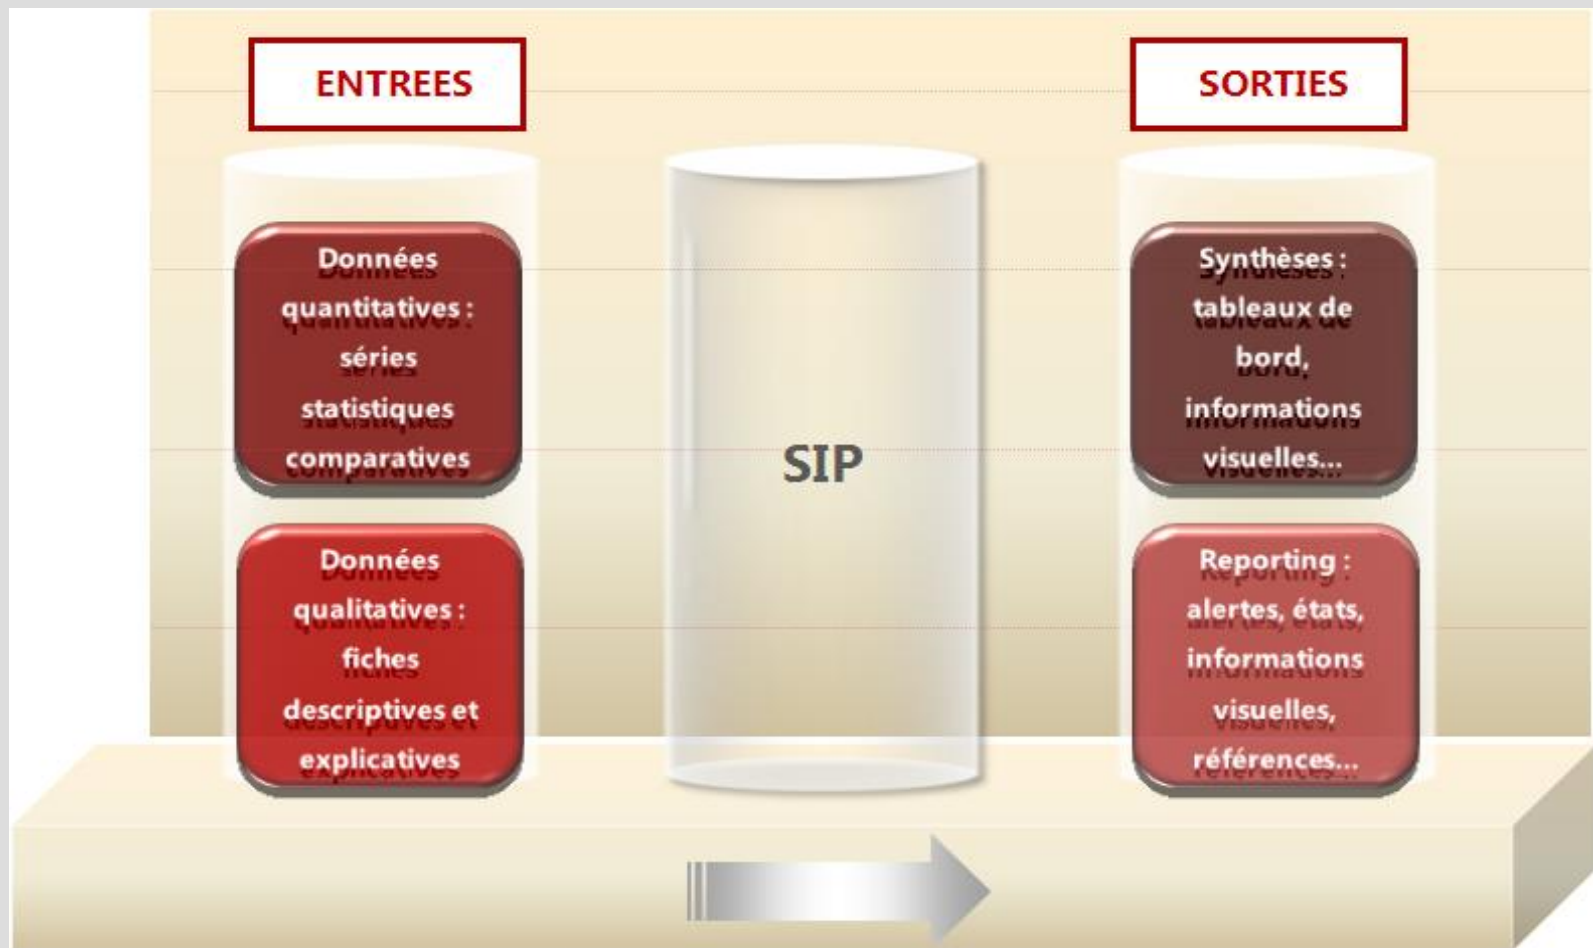 ENTREES
SORTIES
Données
quantitatives :
séries
statistiques
comparatives
Données
qualitatives :
fiches
descriptives et
explicatives
SIP
Synthèses :
tableaux de
bord,
informations
visuelles...
Reporting :
alertes, états,
informations
visuelles,
références...